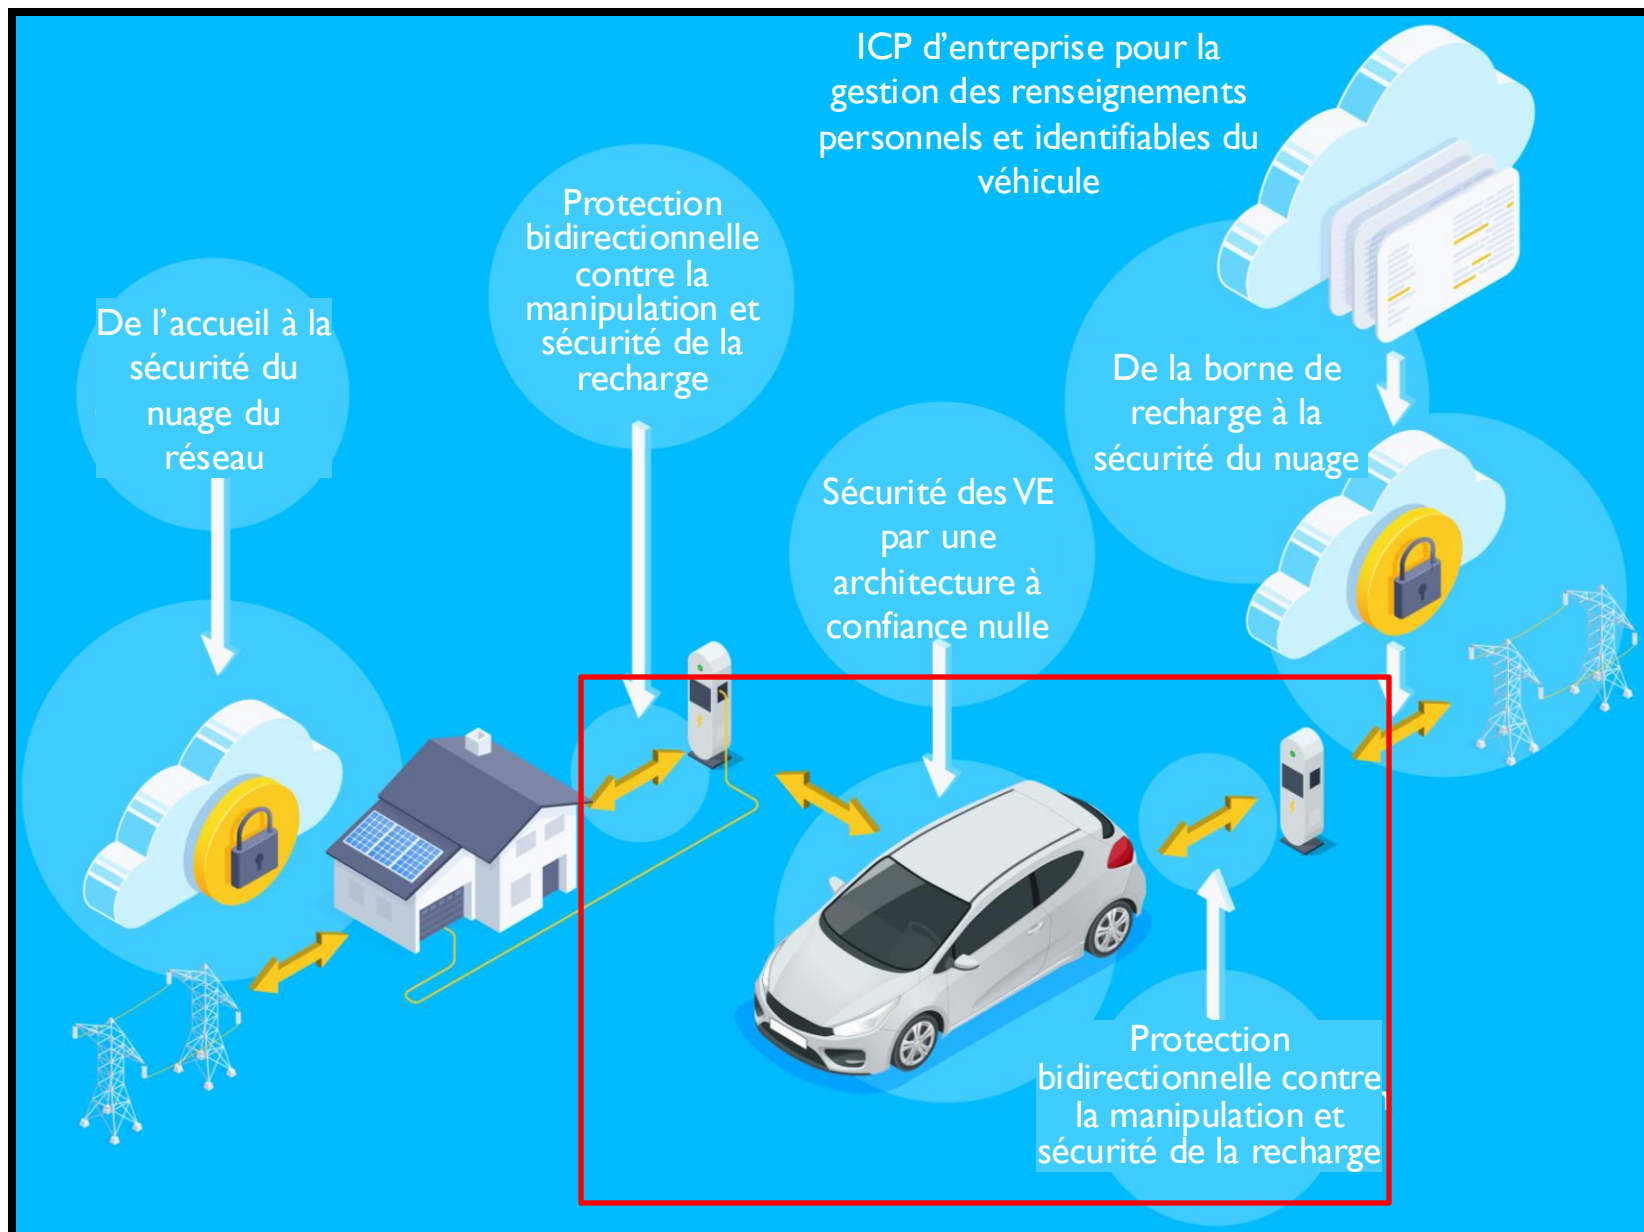 ICP d’entreprise pour la
gestion des renseignements
personnels et identifiables du
véhicule
Protection
bidirectionnelle
contre la
manipulation et
sécurité de la
recharge
De l’accueil à la
sécurité du
nuage du
réseau
De la borne de
recharge à la
sécurité du nuage
Sécurité des VE
par une
architecture à
confiance nulle
Protection
bidirectionnelle contre
la manipulation et
sécurité de la recharge